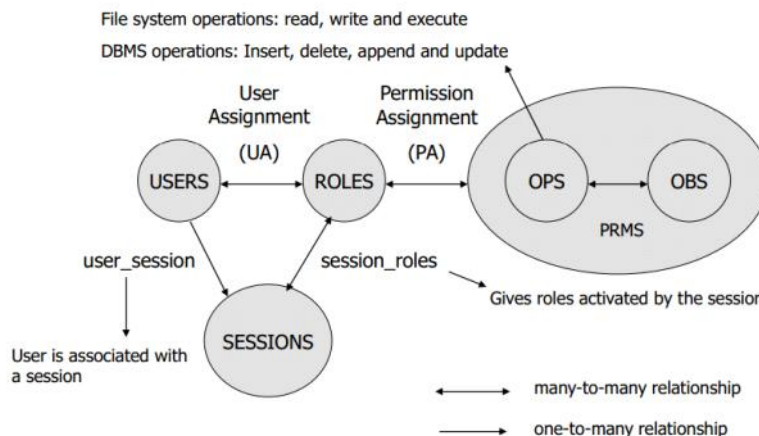 File system operations: read, write and execute
DBMS operations: Insert, delete, append and update
User
Assignment
(UA)
Permission
Assignment
(PA)
USERS
ROLES
OPS
OBS
PRMS
user_session
session_roles
Gives roles activated by the session
SESSIONS
User is associated with
a session
many-to-many relationship
one-to-many relationship